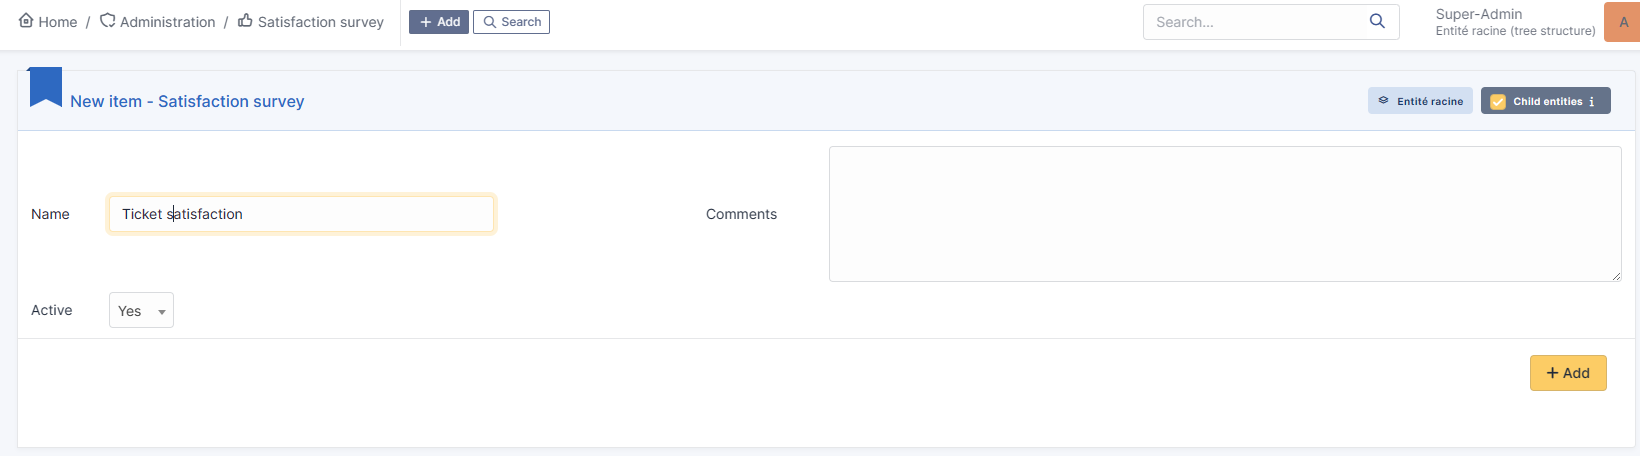 Home / Administration / Satisfaction survey
+ Add
Search
Search...
Super-Admin
Entité racine (tree structure)
A
New item - Satisfaction survey
Entité racine
Child entities i
Name
Ticket satisfaction
Comments
Active
Yes
+ Add